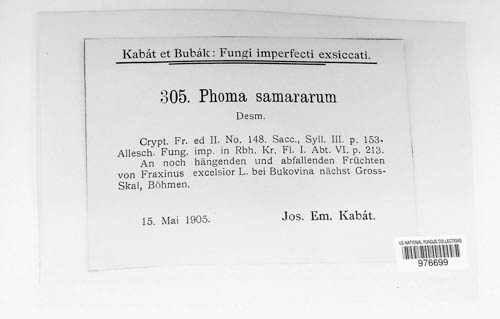 Kabát et Bubák: Fungi imperfecti exsiccati.
305. Phoma samararum
Desm.
Crypt. Fr. ed II. No. 148. Sacc., Syll. III. p. 153.
Allesch. Fung. imp. in Rbh. Kr. Fl. I. Abt. VI. p. 213.
An noch hängenden und abfallenden Früchten
von Fraxinus excelsior L. bei Bukovina nächst Gross-
Skal, Böhmen.
15. Mai 1905. Jos. Em. Kabát.
US NATIONAL FUNGUS COLLECTIONS
976699